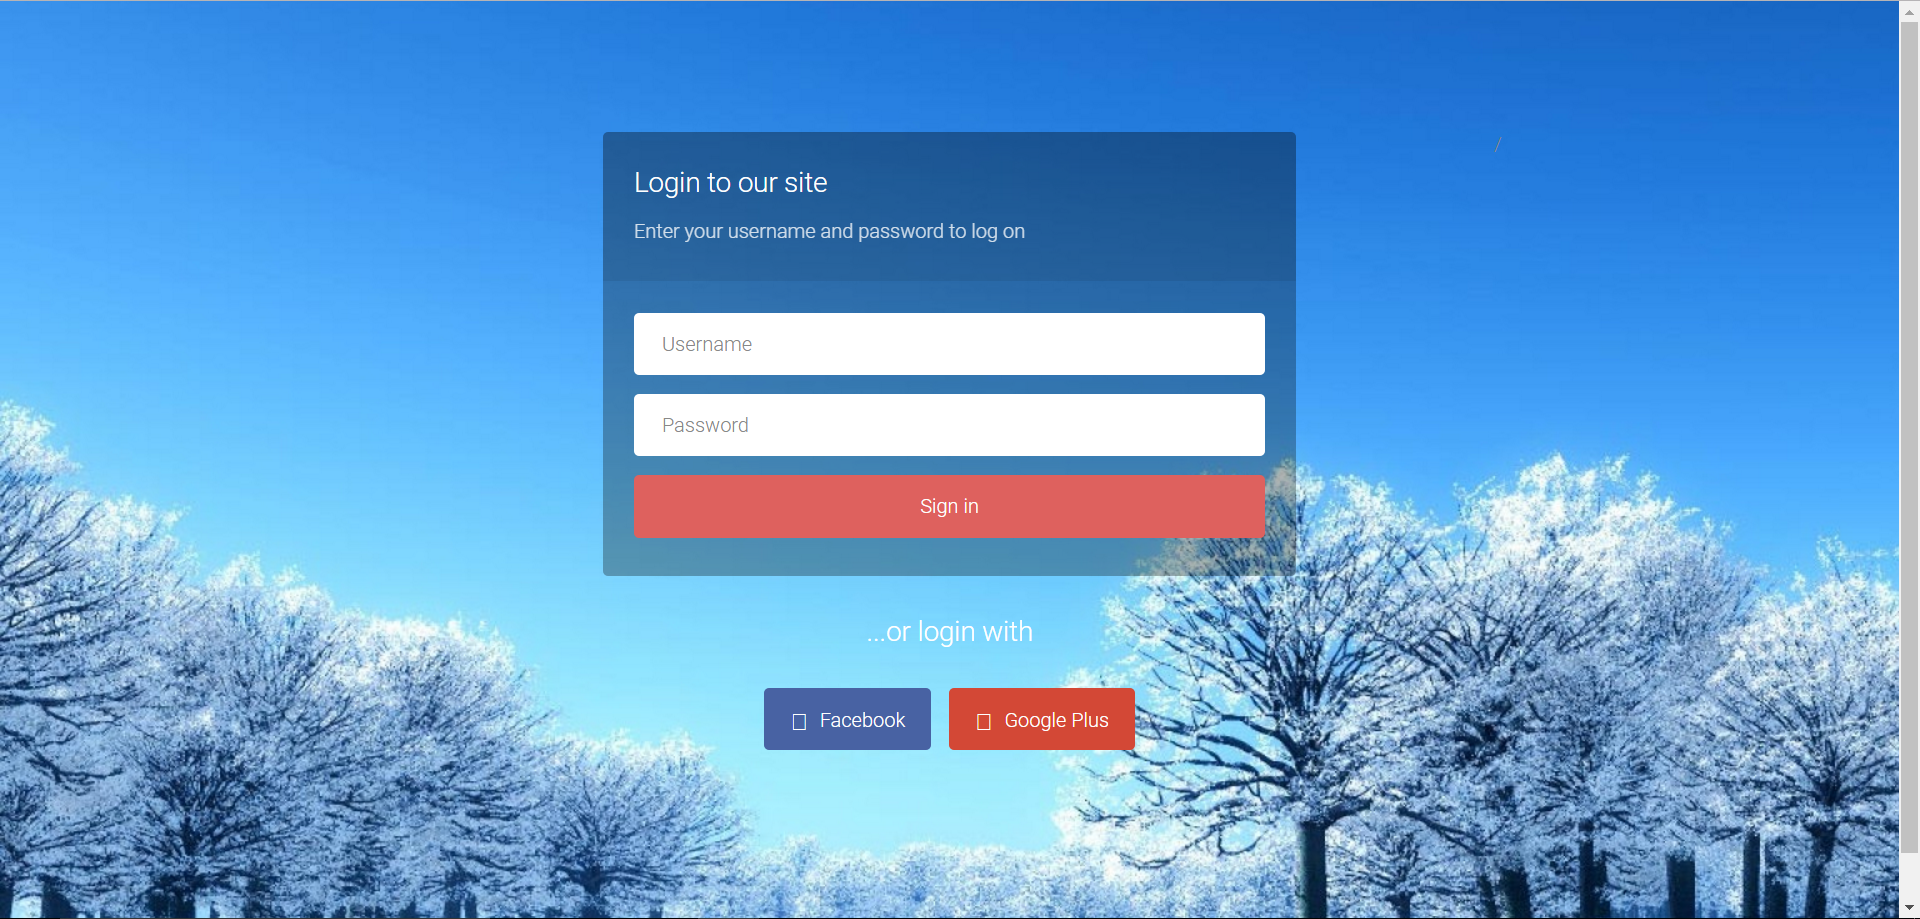 /
Login to our site
Enter your username and password to log on
Username
Password
Sign in
...or login with
Facebook
Google Plus